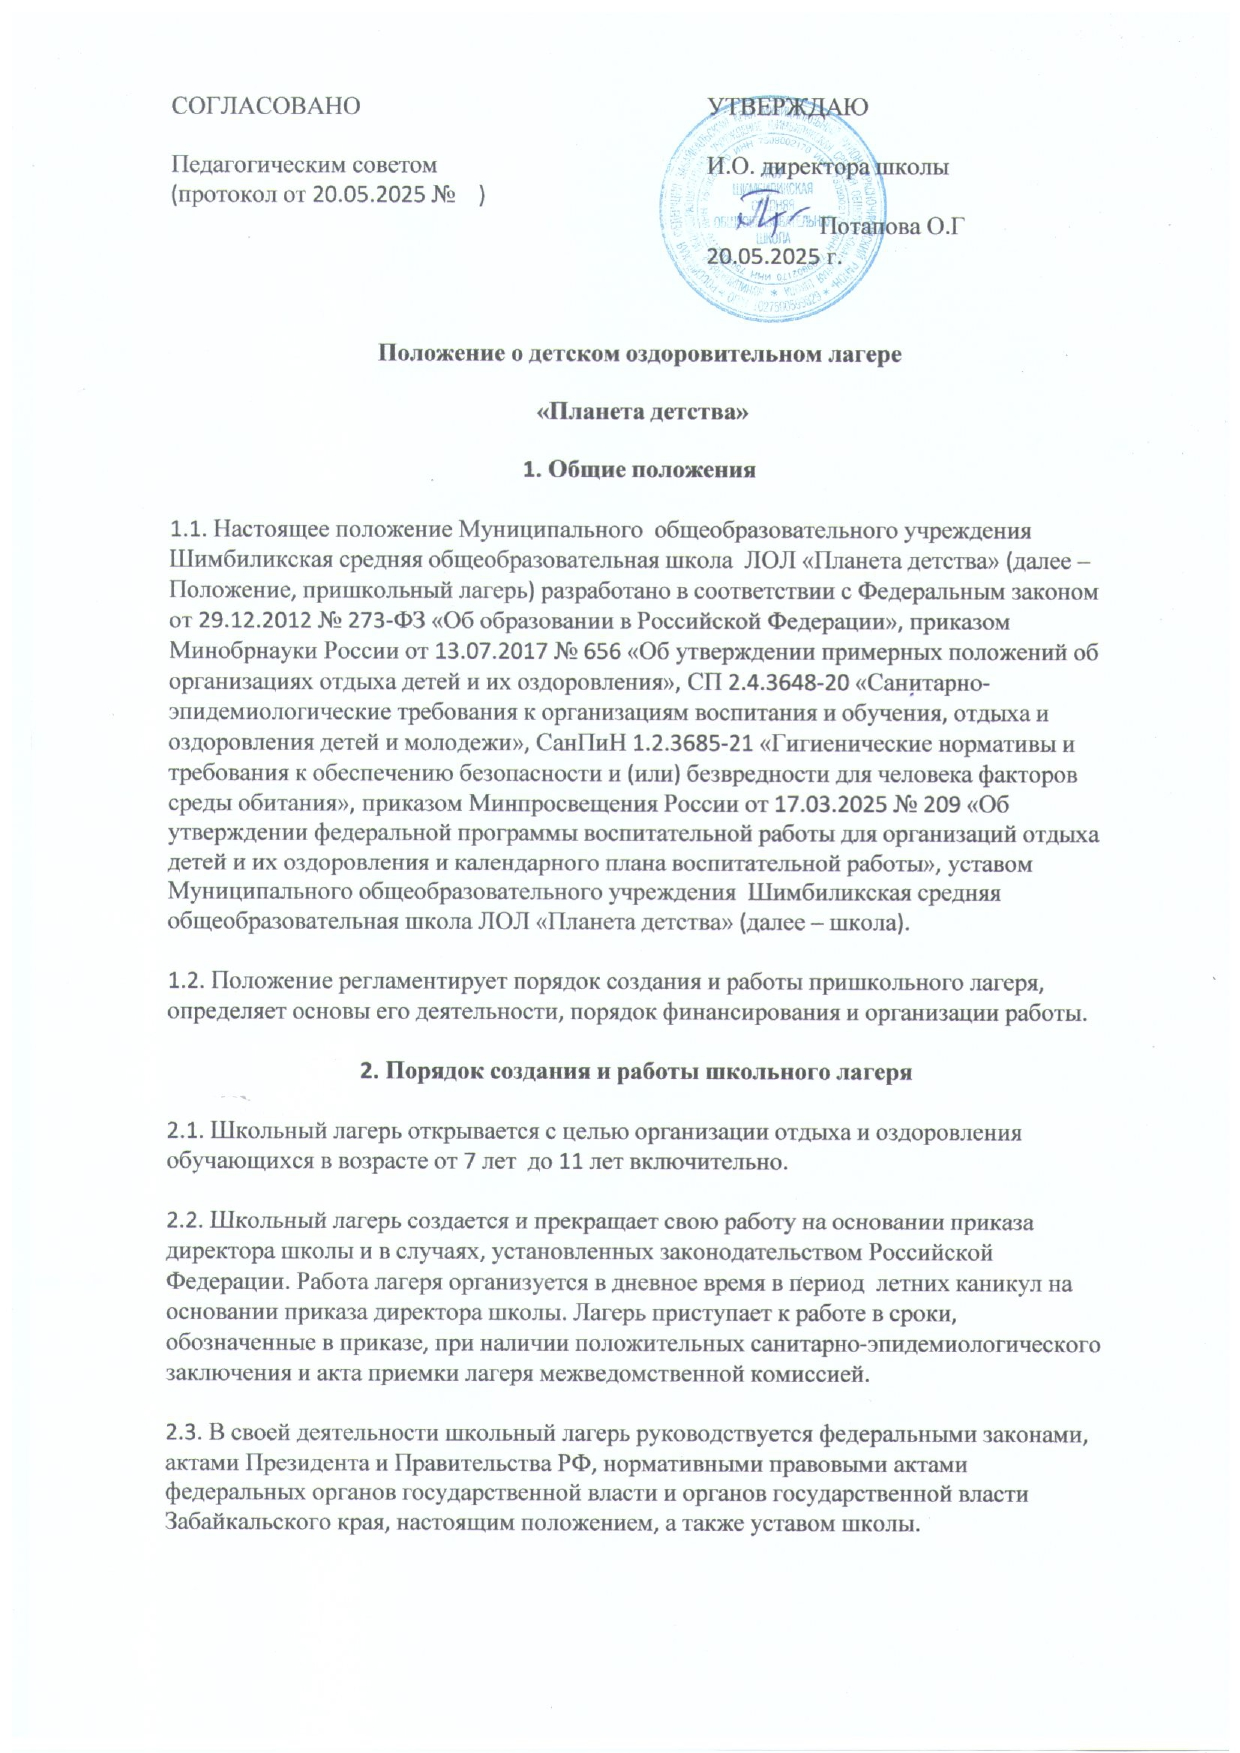 СОГЛАСОВАНО
УТВЕРЖДАЮ
Педагогическим советом
И.О. директора школы
(протокол от 20.05.2025 № )
Потапова О.Г
20.05.2025 г.
ШИМБИЛИКСКАЯ
СРЕДНЯЯ
ОБЩЕОБРАЗОВАТЕЛЬНАЯ
ШКОЛА
Положение о детском оздоровительном лагере
«Планета детства»
1. Общие положения
1.1. Настоящее положение Муниципального общеобразовательного учреждения
Шимбиликская средняя общеобразовательная школа ЛОЛ «Планета детства» (далее –
Положение, пришкольный лагерь) разработано в соответствии с Федеральным законом
от 29.12.2012 № 273-ФЗ «Об образовании в Российской Федерации», приказом
Минобрнауки России от 13.07.2017 № 656 «Об утверждении примерных положений об
организациях отдыха детей и их оздоровления», СП 2.4.3648-20 «Санитарно-
эпидемиологические требования к организациям воспитания и обучения, отдыха и
оздоровления детей и молодежи», СанПиН 1.2.3685-21 «Гигиенические нормативы и
требования к обеспечению безопасности и (или) безвредности для человека факторов
среды обитания», приказом Минпросвещения России от 17.03.2025 № 209 «Об
утверждении федеральной программы воспитательной работы для организаций отдыха
детей и их оздоровления и календарного плана воспитательной работы», уставом
Муниципального общеобразовательного учреждения Шимбиликская средняя
общеобразовательная школа ЛОЛ «Планета детства» (далее – школа).
1.2. Положение регламентирует порядок создания и работы пришкольного лагеря,
определяет основы его деятельности, порядок финансирования и организации работы.
2. Порядок создания и работы школьного лагеря
2.1. Школьный лагерь открывается с целью организации отдыха и оздоровления
обучающихся в возрасте от 7 лет до 11 лет включительно.
2.2. Школьный лагерь создается и прекращает свою работу на основании приказа
директора школы и в случаях, установленных законодательством Российской
Федерации. Работа лагеря организуется в дневное время в период летних каникул на
основании приказа директора школы. Лагерь приступает к работе в сроки,
обозначенные в приказе, при наличии положительных санитарно-эпидемиологического
заключения и акта приемки лагеря межведомственной комиссией.
2.3. В своей деятельности школьный лагерь руководствуется федеральными законами,
актами Президента и Правительства РФ, нормативными правовыми актами
федеральных органов государственной власти и органов государственной власти
Забайкальского края, настоящим положением, а также уставом школы.